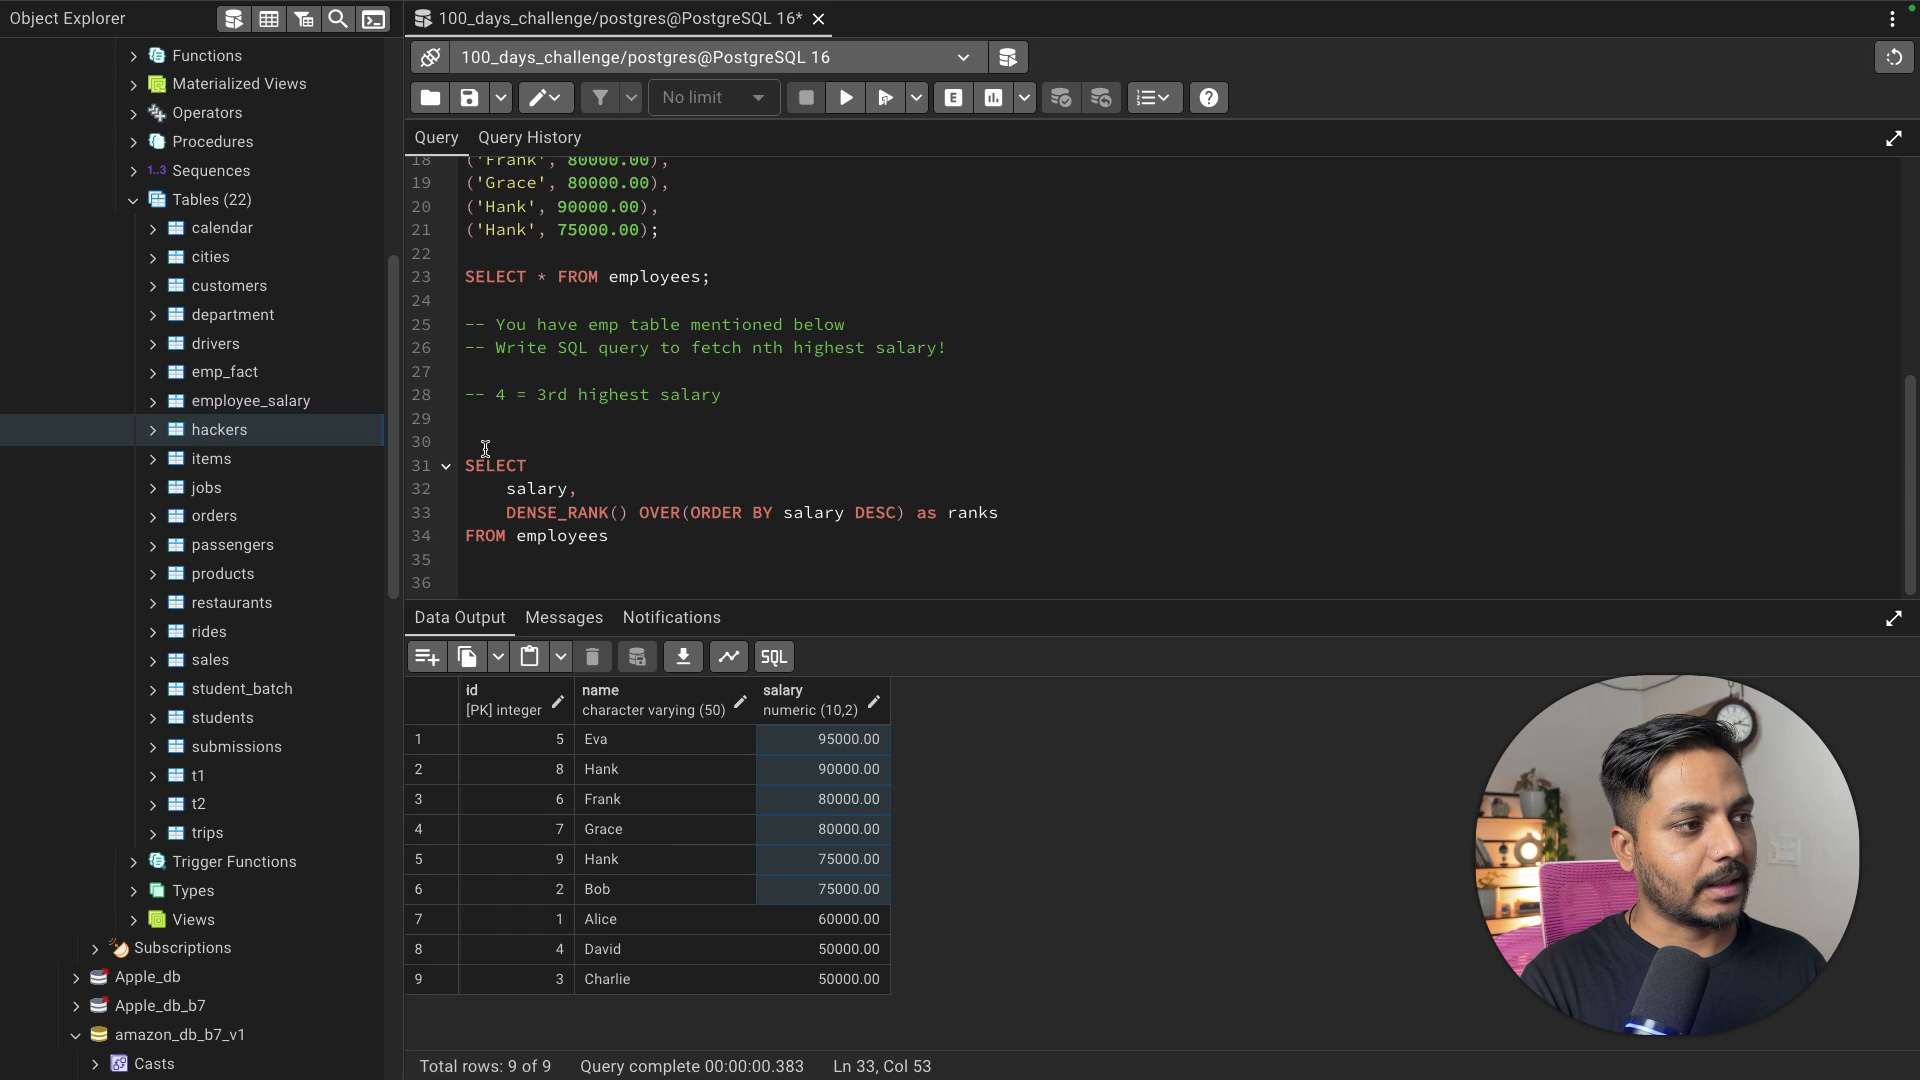 Object Explorer
Functions
Materialized Views
Operators
Procedures
1..3 Sequences
Tables (22)
calendar
cities
customers
department
drivers
emp_fact
employee_salary
hackers
items
jobs
orders
passengers
products
restaurants
rides
sales
student_batch
students
submissions
t1
t2
trips
Trigger Functions
Types
Views
Subscriptions
Apple_db
Apple_db_b7
amazon_db_b7_v1
Casts
100_days_challenge/postgres@PostgreSQL 16*
100_days_challenge/postgres@PostgreSQL 16
No limit
E
Query Query History
18 ('Frank', 80000.00),
19 ('Grace', 80000.00),
20 ('Hank', 90000.00),
21 ('Hank', 75000.00);
22
23 SELECT * FROM employees;
24
25 -- You have emp table mentioned below
26 -- Write SQL query to fetch nth highest salary!
27
28 -- 4 = 3rd highest salary
29
30
31 SELECT
32 salary,
33 DENSE_RANK() OVER(ORDER BY salary DESC) as ranks
34 FROM employees
35
36
Data Output Messages Notifications
SQL
id name salary
[PK] integer character varying (50) numeric (10,2)
1 5 Eva 95000.00
2 8 Hank 90000.00
3 6 Frank 80000.00
4 7 Grace 80000.00
5 9 Hank 75000.00
6 2 Bob 75000.00
7 1 Alice 60000.00
8 4 David 50000.00
9 3 Charlie 50000.00
Total rows: 9 of 9 Query complete 00:00:00.383 Ln 33, Col 53